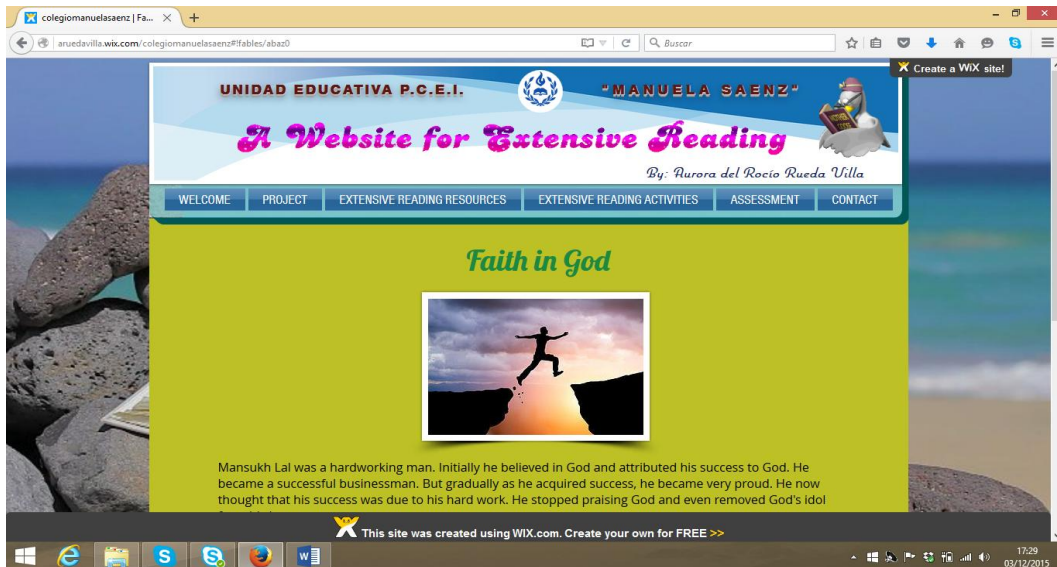 colegiomanuelasaenz | Fa...
aruedavilla.wix.com/colegiomanuelasaenz#!fables/abaz0
Buscar
Create a WiX site!
UNIDAD EDUCATIVA P.C.E.I. "MANUELA SAENZ"
A Website for Extensive Reading
By: Aurora del Rocío Rueda Villa
WELCOME PROJECT EXTENSIVE READING RESOURCES EXTENSIVE READING ACTIVITIES ASSESSMENT CONTACT
Faith in God
Mansukh Lal was a hardworking man. Initially he believed in God and attributed his success to God. He
became a successful businessman. But gradually as he acquired success, he became very proud. He now
thought that his success was due to his hard work. He stopped praising God and even removed God's idol
This site was created using WIX.com. Create your own for FREE >>
17:29
03/12/2015